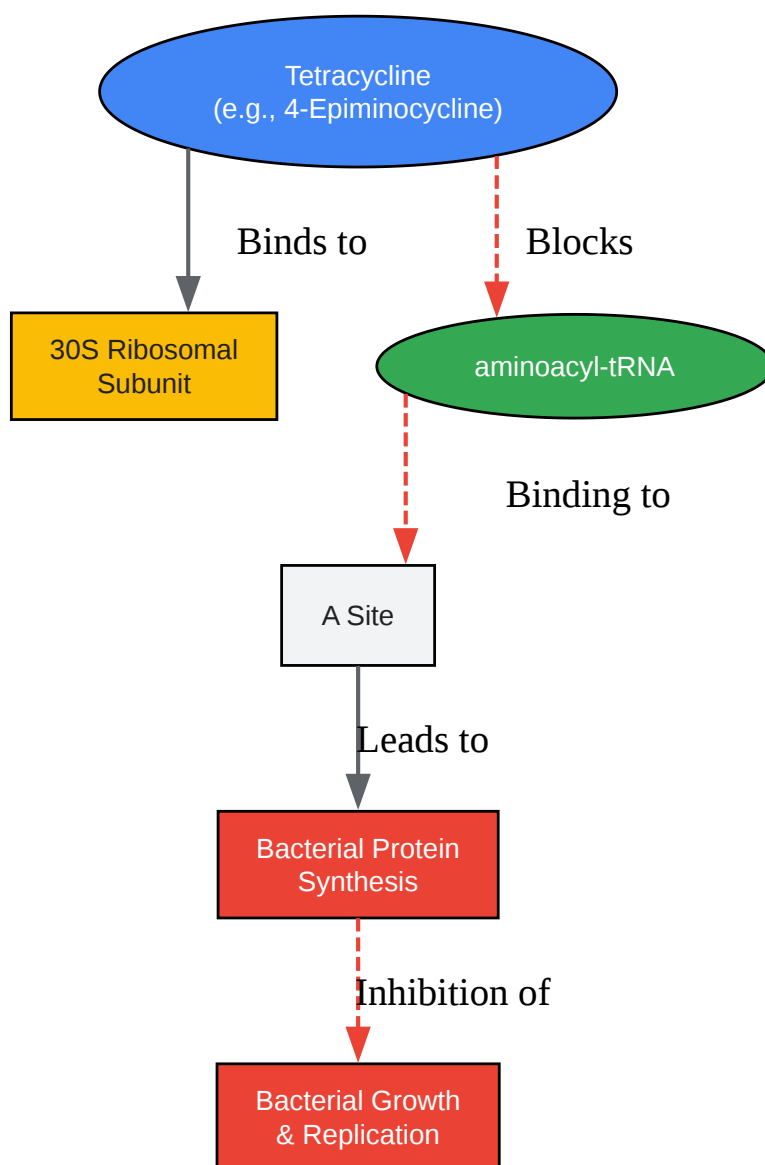 Tetracycline
(e.g., 4-Epiminocycline)
Binds to
Blocks
30S Ribosomal
Subunit
aminoacyl-tRNA
Binding to
A Site
Leads to
Bacterial Protein
Synthesis
Inhibition of
Bacterial Growth
& Replication